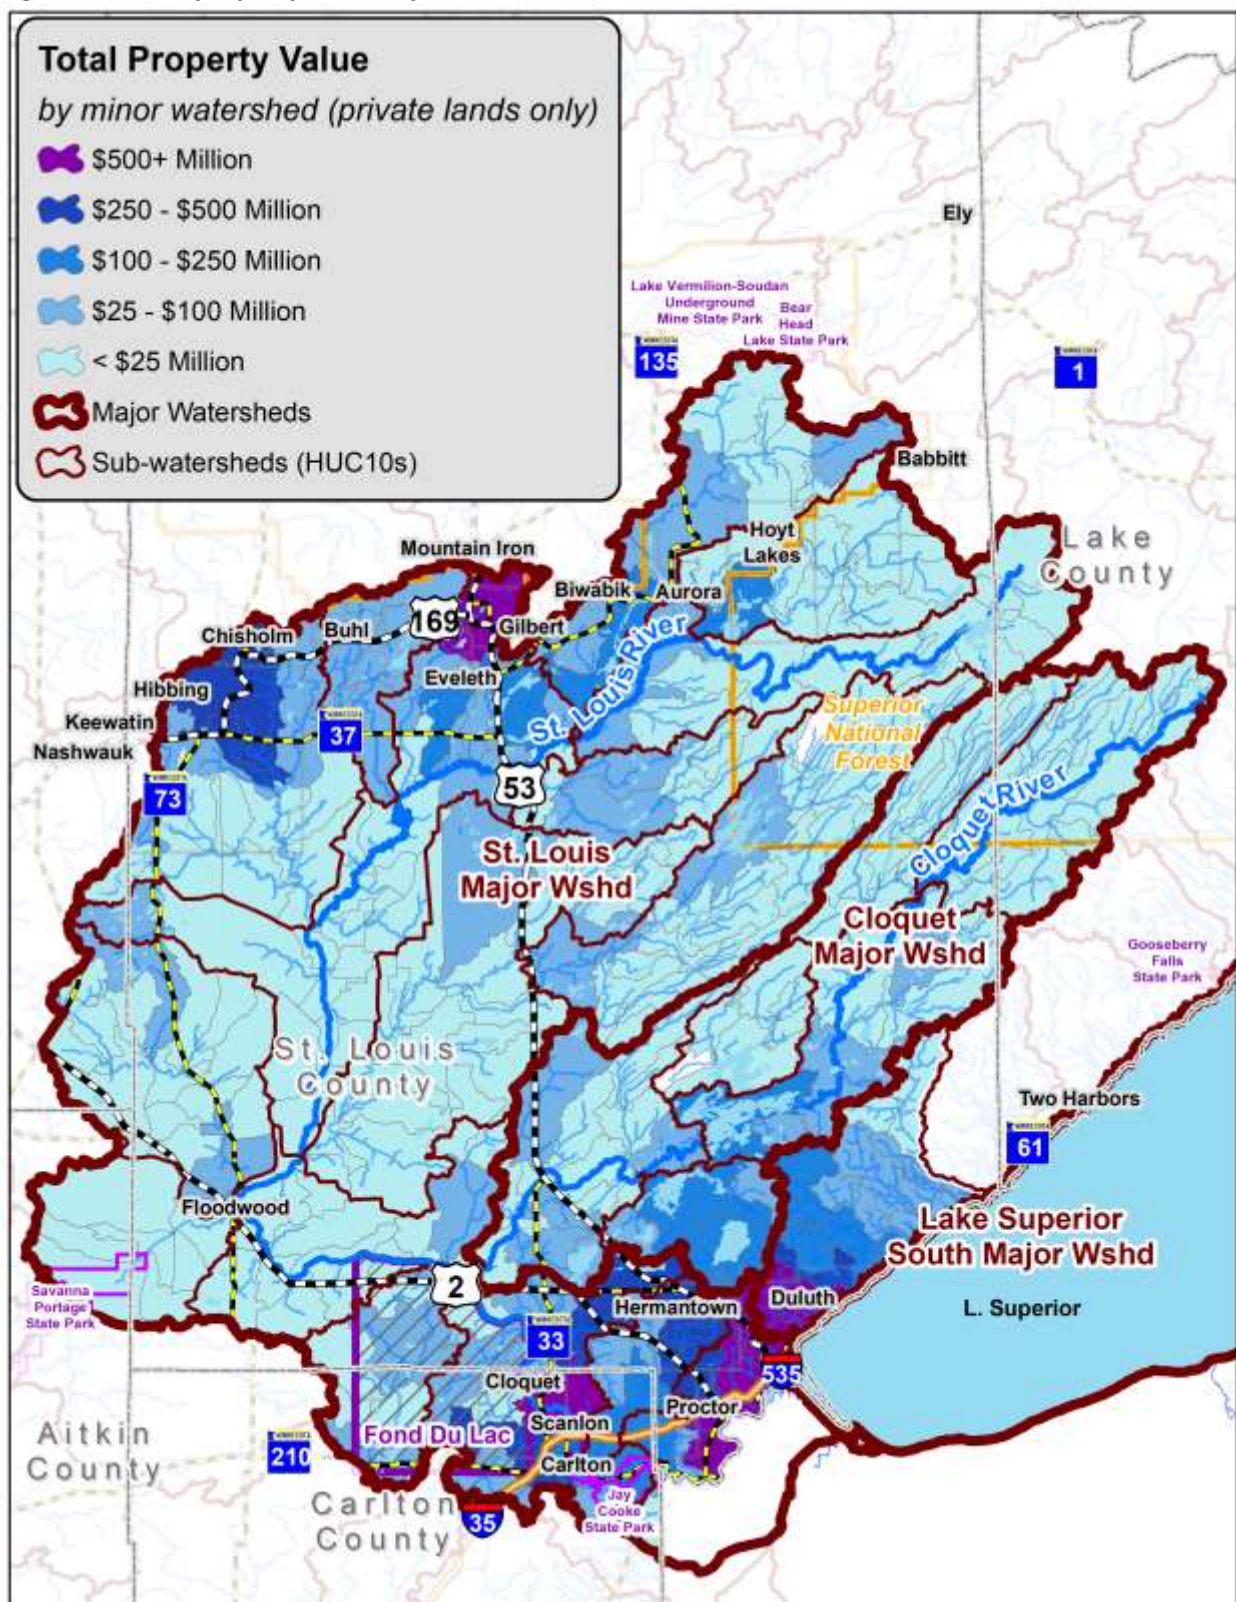 Total Property Value
by minor watershed (private lands only)
$500+ Million
$250 - $500 Million
$100 - $250 Million
$25 - $100 Million
< $25 Million
Major Watersheds
Sub-watersheds (HUC10s)
Ely
Lake Vermilion-Soudan
Underground
Mine State Park
Bear
Head
Lake State Park
135
1
Babbitt
Hoyt
Lakes
Lake
County
Mountain Iron
Biwabik
Aurora
169
Gilbert
Chisholm
Buhl
St. Louis River
Eveleth
Hibbing
Keewatin
Nashwauk
37
Superior
National
Forest
73
53
Cloquet River
St. Louis
Major Wshd
Cloquet
Major Wshd
Gooseberry
Falls
State Park
St. Louis
County
Two Harbors
61
Floodwood
Lake Superior
South Major Wshd
2
Savanna
Portage
State Park
Hermantown
Duluth
L. Superior
33
535
Cloquet
Proctor
Scanlon
Fond Du Lac
Aitkin
County
210
Carlton
Jay
Cooke
State Park
Carlton
County
35